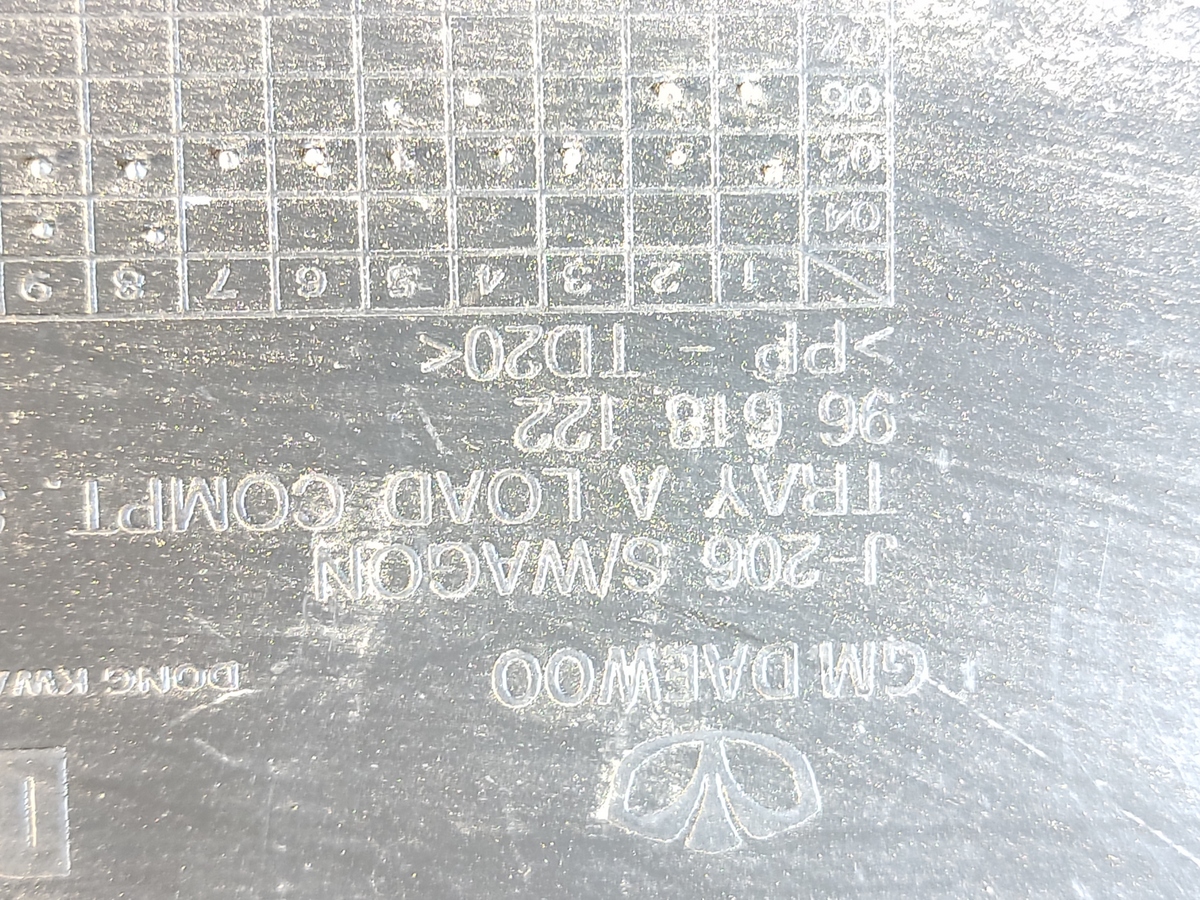 GM DAEWOO
DONG KWA
J-206 S/WAGON
TRAY A LOAD COMPT
96 618 122
>PP - TD20<
1 2 3 4 5 6 7 8 9
04
05
06
07